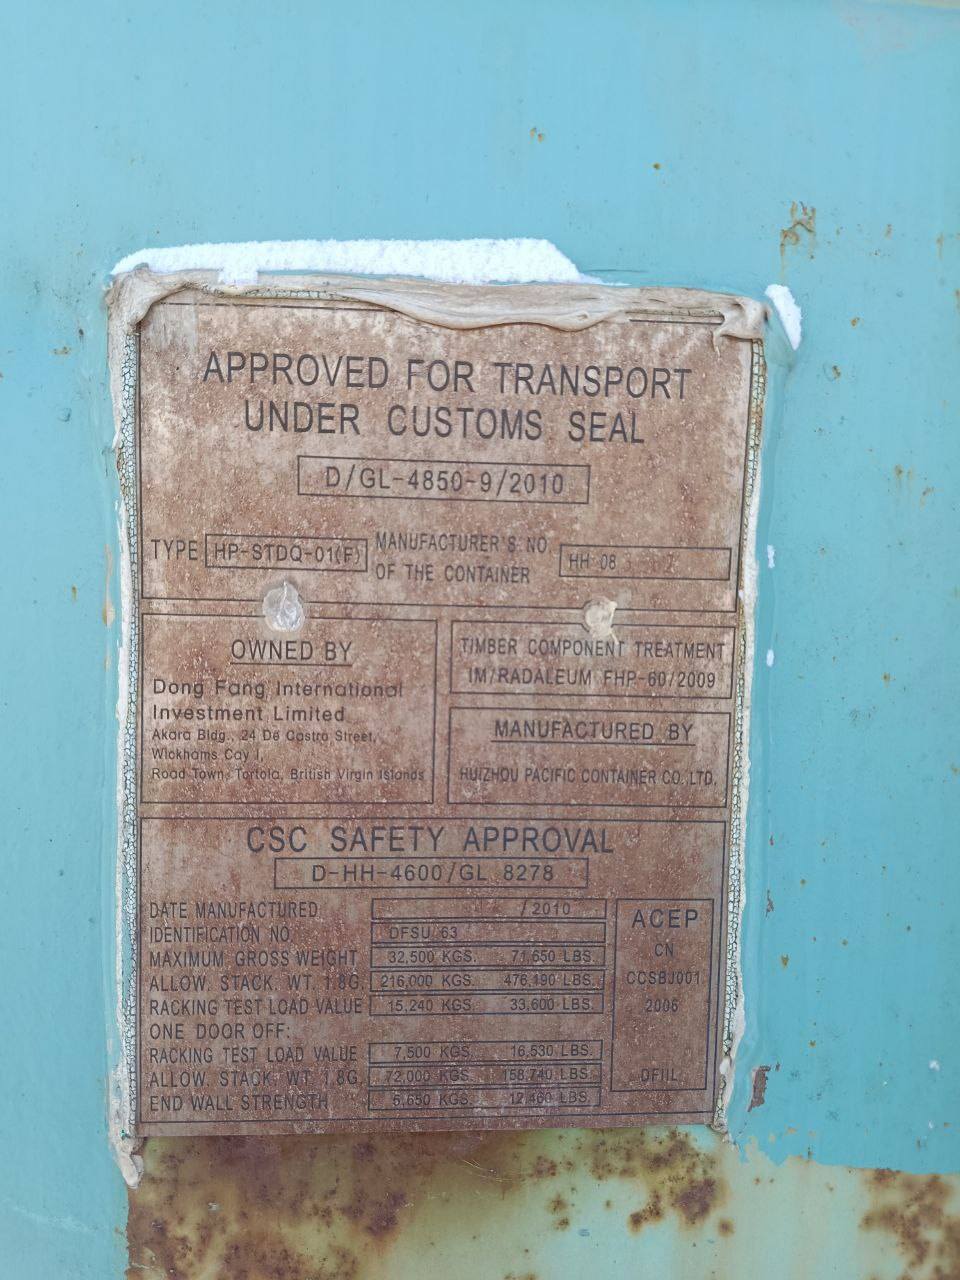 APPROVED FOR TRANSPORT
UNDER CUSTOMS SEAL
D/GL-4850-9/2010
TYPE HP-STDQ-01(F) MANUFACTURER'S NO. OF THE CONTAINER HH-08
OWNED BY
Dong Fang International
Investment Limited
Akara Bldg., 24 De Castro Street,
Wickhams Cay I,
Road Town, Tortola, British Virgin Islands
TIMBER COMPONENT TREATMENT
IM/RADALEUM FHP-60/2009
MANUFACTURED BY
HUIZHOU PACIFIC CONTAINER CO.,LTD.
CSC SAFETY APPROVAL
D-HH-4600/GL 8278
DATE MANUFACTURED /2010
IDENTIFICATION NO. DFSU 63
MAXIMUM GROSS WEIGHT 32,500 KGS. 71,650 LBS.
ALLOW. STACK. WT. 1.8G. 216,000 KGS. 476,190 LBS.
RACKING TEST LOAD VALUE 15,240 KGS. 33,600 LBS.
ONE DOOR OFF:
RACKING TEST LOAD VALUE 7,500 KGS. 16,530 LBS.
ALLOW. STACK. WT. 1.8G. 72,000 KGS. 158,740 LBS.
END WALL STRENGTH 5,650 KGS. 12,460 LBS.
ACEP
CN
CCSBJ001
2006
DFIIL